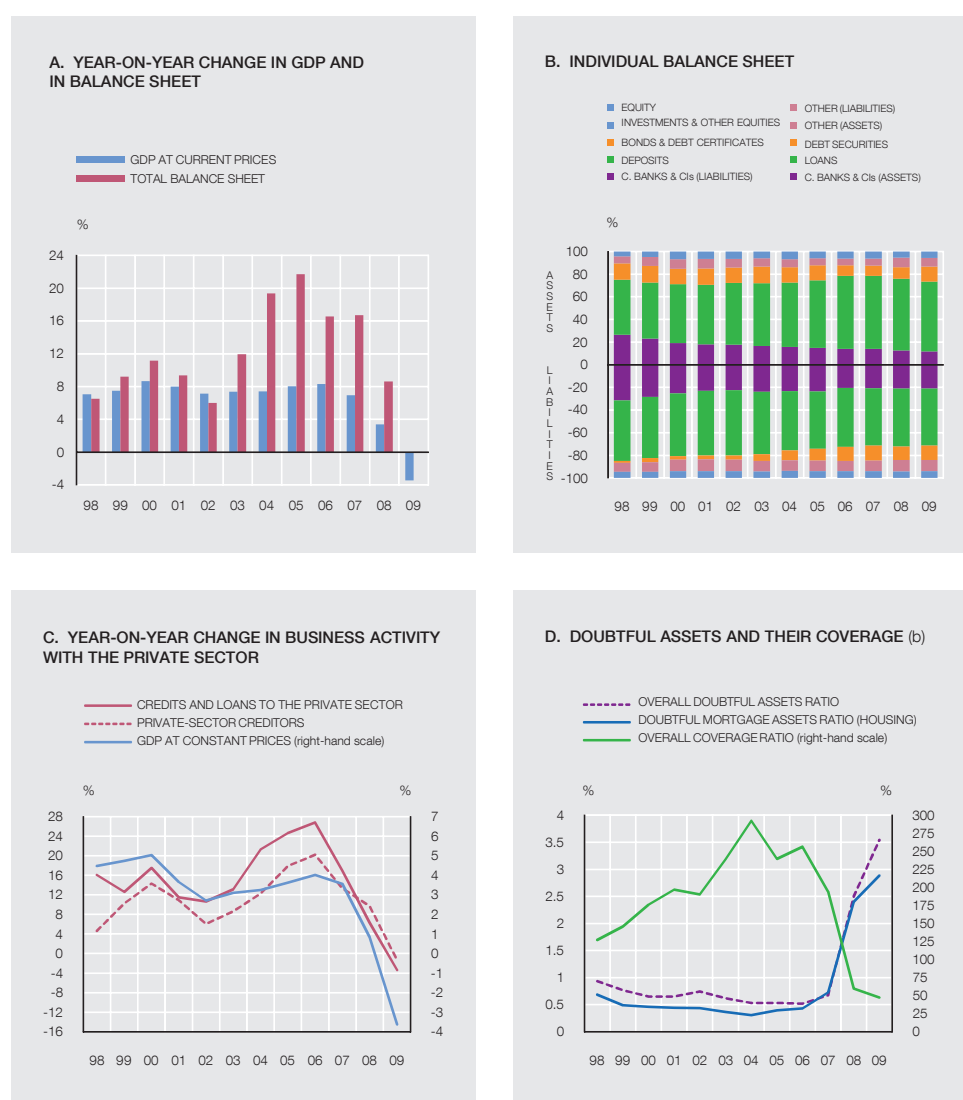 A. YEAR-ON-YEAR CHANGE IN GDP AND
IN BALANCE SHEET
GDP AT CURRENT PRICES
TOTAL BALANCE SHEET
%
24
20
16
12
8
4
0
-4
98 99 00 01 02 03 04 05 06 07 08 09
B. INDIVIDUAL BALANCE SHEET
EQUITY
INVESTMENTS & OTHER EQUITIES
BONDS & DEBT CERTIFICATES
DEPOSITS
C. BANKS & CIs (LIABILITIES)
OTHER (LIABILITIES)
OTHER (ASSETS)
DEBT SECURITIES
LOANS
C. BANKS & CIs (ASSETS)
%
100
80
60
40
20
0
-20
-40
-60
-80
-100
ASSETS
LIABILITIES
98 99 00 01 02 03 04 05 06 07 08 09
C. YEAR-ON-YEAR CHANGE IN BUSINESS ACTIVITY
WITH THE PRIVATE SECTOR
CREDITS AND LOANS TO THE PRIVATE SECTOR
PRIVATE-SECTOR CREDITORS
GDP AT CONSTANT PRICES (right-hand scale)
% %
28 7
24 6
20 5
16 4
12 3
8 2
4 1
0 0
-4 -1
-8 -2
-12 -3
-16 -4
98 99 00 01 02 03 04 05 06 07 08 09
D. DOUBTFUL ASSETS AND THEIR COVERAGE (b)
OVERALL DOUBTFUL ASSETS RATIO
DOUBTFUL MORTGAGE ASSETS RATIO (HOUSING)
OVERALL COVERAGE RATIO (right-hand scale)
% %
4
3.5
3
2.5
2
1.5
1
0.5
0
300
275
250
225
200
175
150
125
100
75
50
25
0
98 99 00 01 02 03 04 05 06 07 08 09